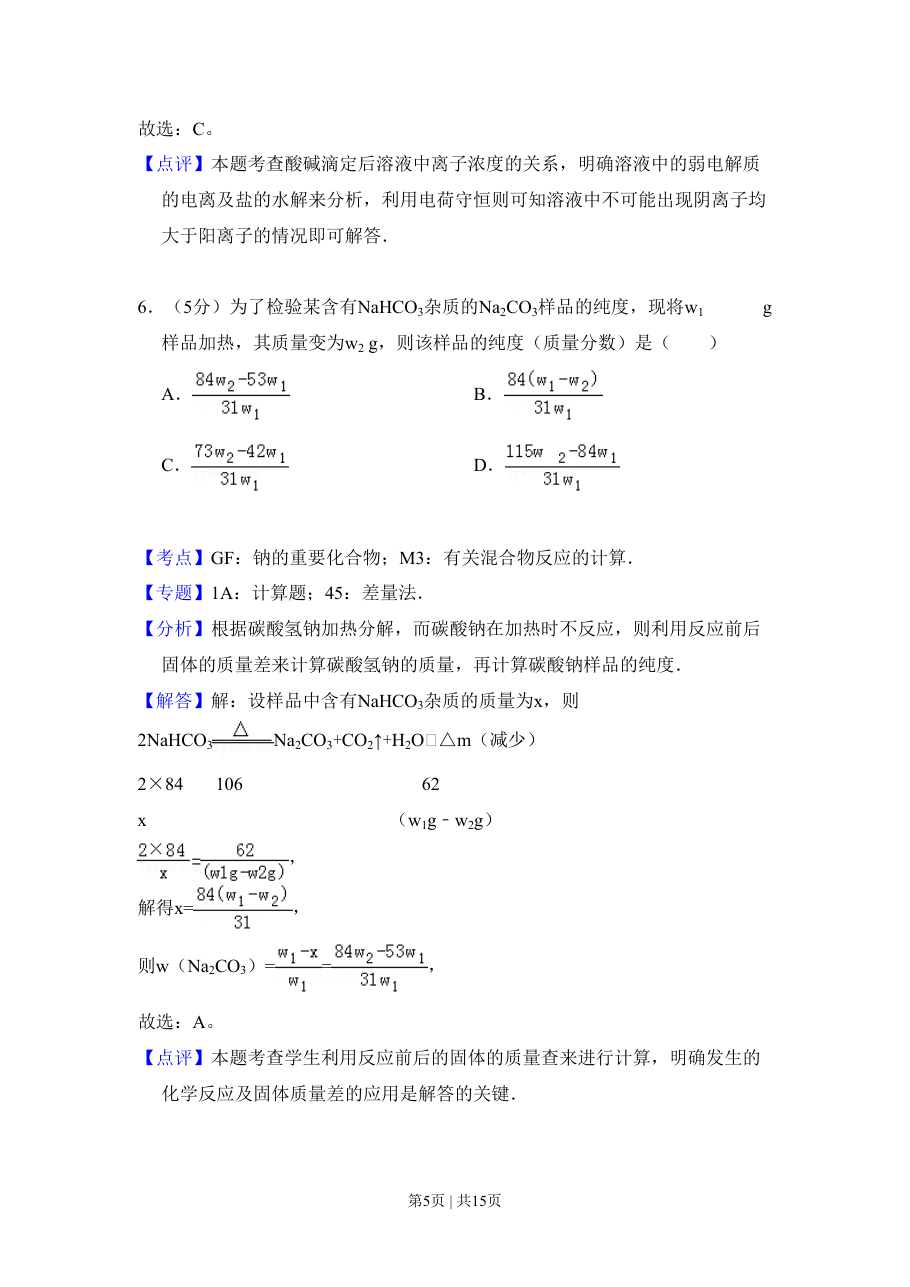 故选：C。
【点评】本题考查酸碱滴定后溶液中离子浓度的关系，明确溶液中的弱电解质
的电离及盐的水解来分析，利用电荷守恒则可知溶液中不可能出现阴离子均
大于阳离子的情况即可解答．
6．（5分）为了检验某含有NaHCO₃杂质的Na₂CO₃样品的纯度，现将w₁ g
样品加热，其质量变为w₂ g，则该样品的纯度（质量分数）是（　　）
A．(84w₂-53w₁)/(31w₁) B．84(w₁-w₂)/(31w₁)
C．(73w₂-42w₁)/(31w₁) D．(115w ₂-84w₁)/(31w₁)
【考点】GF：钠的重要化合物；M3：有关混合物反应的计算．
【专题】1A：计算题；45：差量法．
【分析】根据碳酸氢钠加热分解，而碳酸钠在加热时不反应，则利用反应前后
固体的质量差来计算碳酸氢钠的质量，再计算碳酸钠样品的纯度．
【解答】解：设样品中含有NaHCO₃杂质的质量为x，则
2NaHCO₃ =△= Na₂CO₃+CO₂↑+H₂O□△m（减少）
2×84 106 62
x （w₁g﹣w₂g）
2×84/x=62/(w1g-w2g)，
解得x=84(w₁-w₂)/31，
则w（Na₂CO₃）=(w₁-x)/w₁=(84w₂-53w₁)/(31w₁)，
故选：A。
【点评】本题考查学生利用反应前后的固体的质量查来进行计算，明确发生的
化学反应及固体质量差的应用是解答的关键．
第5页 | 共15页